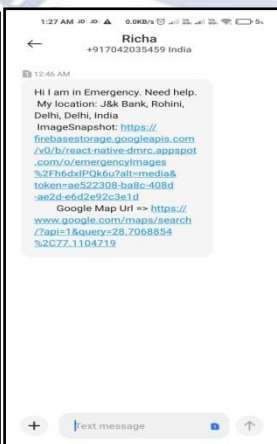 1:27 AM
0.0KB/s
Richa
+917042035459 India
12:46 AM
Hi I am in Emergency. Need help.
My location: J&k Bank, Rohini,
Delhi, Delhi, India
ImageSnapshot: https://
firebasestorage.googleapis.com
/v0/b/react-native-dmrc.appspot
.com/o/emergencyImages
%2Fh6dxlPQk6u?alt=media&
token=ae522308-ba8c-408d
-ae2d-e6d2e92c3e1d
Google Map Url => https://
www.google.com/maps/search
/?api=1&query=28.7068854
%2C77.1104719
Text message